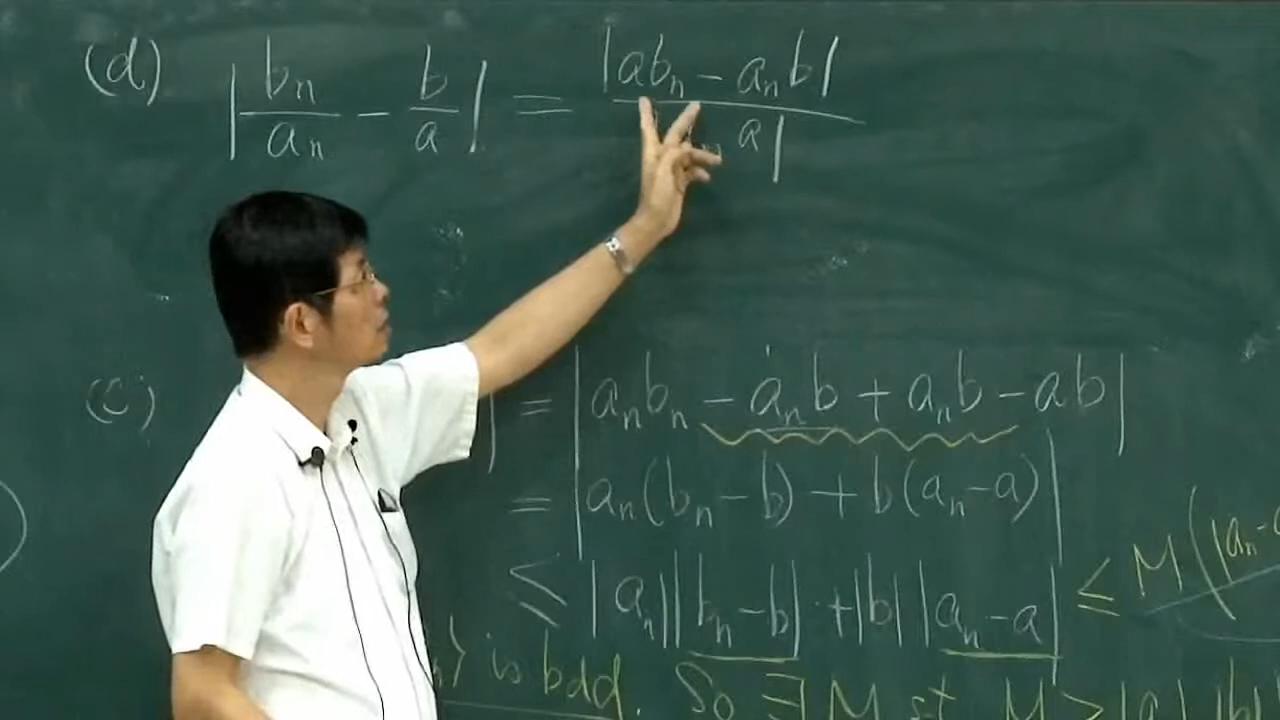 (d) | bn/an - b/a | = |abn - anb| / |an a|
(c) | = | anbn - anb + anb - ab |
= | an(bn - b) + b(an - a) |
≤ |an||bn - b| + |b||an - a| ≤ M(|an -
⟩ is bdd. So ∃ M st. M > |a| |b|